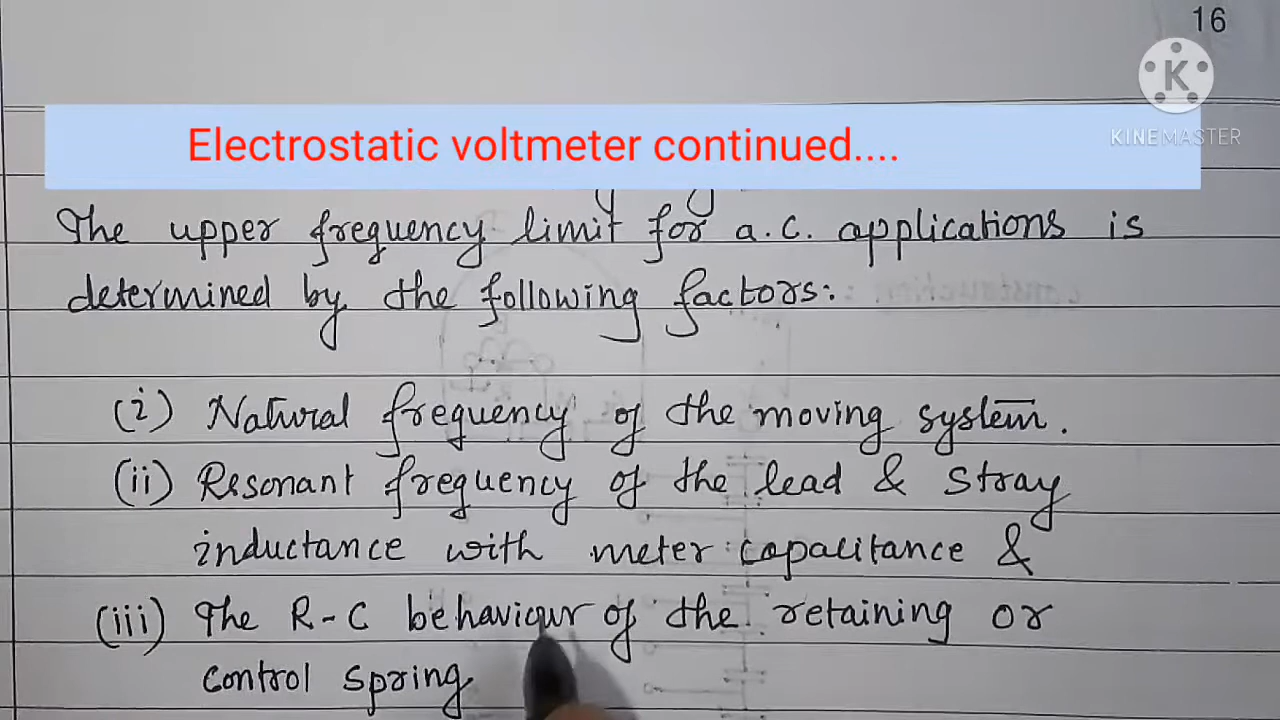 16
K
KINEMASTER
Electrostatic voltmeter continued....
The upper frequency limit for a.c. applications is
determined by the following factors:
(i) Natural frequency of the moving system.
(ii) Resonant frequency of the lead & stray
inductance with meter capacitance &
(iii) The R-C behaviour of the retaining or
control spring